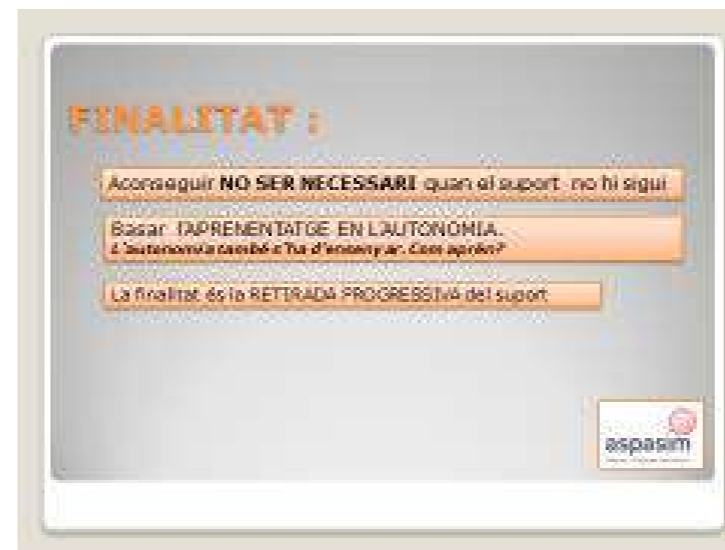 FINALITAT :
Aconseguir NO SER NECESSARI quan el suport no hi sigui
Basar l'APRENENTATGE EN L'AUTONOMIA.
L'autonomia també s'ha d'ensenyar. Com aprèn?
La finalitat és la RETIRADA PROGRESSIVA del suport
aspasim